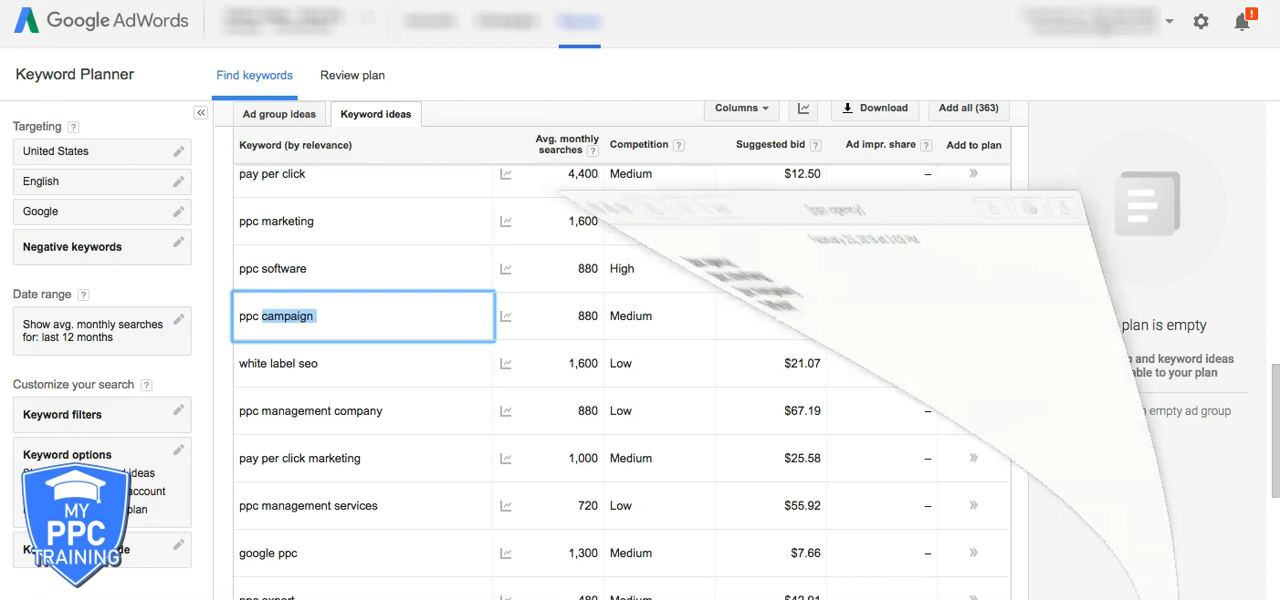 Google AdWords
!
Keyword Planner
Find keywords
Review plan
«
Targeting ?
United States
English
Google
Negative keywords
Date range ?
Show avg. monthly searches
for: last 12 months
Customize your search ?
Keyword filters
Keyword options
ideas
account
plan
MY
PPC
TRAINING
Ad group ideas
Keyword ideas
Columns
Download
Add all (363)
Keyword (by relevance)
Avg. monthly
searches ?
Competition ?
Suggested bid ?
Ad impr. share ?
Add to plan
pay per click 4,400 Medium $12.50 – »
ppc marketing 1,600
ppc software 880 High
ppc campaign 880 Medium
white label seo 1,600 Low $21.07
ppc management company 880 Low $67.19 –
pay per click marketing 1,000 Medium $25.58 – »
ppc management services 720 Low $55.92 – »
google ppc 1,300 Medium $7.66 – »
plan is empty
and keyword ideas
to your plan
empty ad group